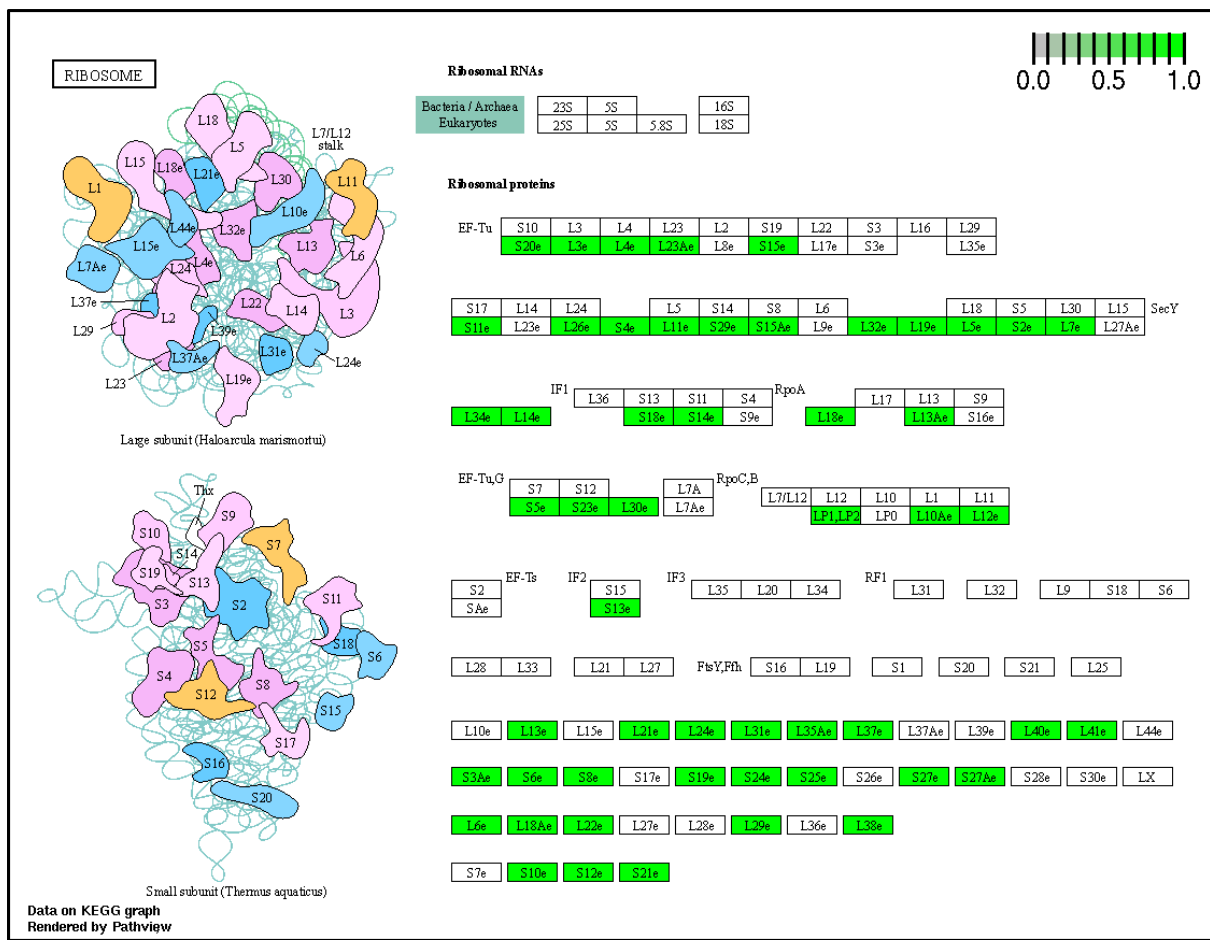 RIBOSOME
0.0 0.5 1.0
Ribosomal RNAs
Bacteria / Archaea 23S 5S 16S
Eukaryotes 25S 5S 5.8S 18S
L18
L5
L7/L12
stalk
L15
L18e
L21e
L30
L11
L1
L10e
L44e
L32e
L15e
L13
L6
L7Ae
L24
L4e
L37e
L22
L14
L3
L29
L2
L39e
L37Ae
L31e
L24e
L23
L19e
Large subunit (Haloarcula marismortui)
Thx
S9
S10
S14
S7
S19
S13
S3
S2
S11
S18
S5
S6
S4
S12
S8
S15
S17
S16
S20
Small subunit (Thermus aquaticus)
Ribosomal proteins
EF-Tu S10 L3 L4 L23 L2 S19 L22 S3 L16 L29
S20e L3e L4e L23Ae L8e S15e L17e S3e L35e
S17 L14 L24 L5 S14 S8 L6 L18 S5 L30 L15 SecY
S11e L23e L26e S4e L11e S29e S15Ae L9e L32e L19e L5e S2e L7e L27Ae
IF1 L36 S13 S11 S4 RpoA L17 L13 S9
L34e L14e S18e S14e S9e L18e L13Ae S16e
EF-Tu,G S7 S12 L7A RpoC,B L7/L12 L12 L10 L1 L11
S5e S23e L30e L7Ae LP1,LP2 LP0 L10Ae L12e
S2 EF-Ts IF2 S15 IF3 L35 L20 L34 RF1 L31 L32 L9 S18 S6
SAe S13e
L28 L33 L21 L27 FtsY,Ffh S16 L19 S1 S20 S21 L25
L10e L13e L15e L21e L24e L31e L35Ae L37e L37Ae L39e L40e L41e L44e
S3Ae S6e S8e S17e S19e S24e S25e S26e S27e S27Ae S28e S30e LX
L6e L18Ae L22e L27e L28e L29e L36e L38e
S7e S10e S12e S21e
Data on KEGG graph
Rendered by Pathview